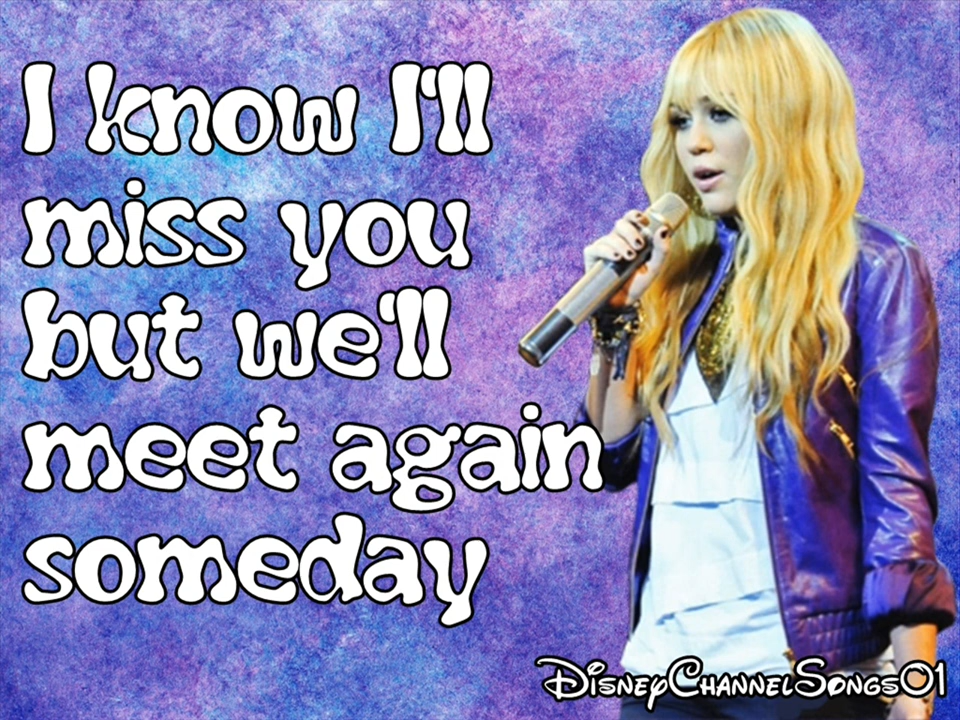 I know I'll
miss you
but we'll
meet again
someday
DisneyChannelSongs01